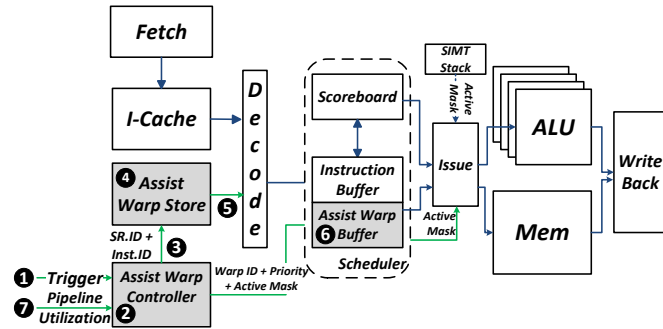 Fetch
I-Cache
D
e
c
o
d
e
Scoreboard
Instruction
Buffer
6 Assist Warp
Buffer
Scheduler
SIMT
Stack
Active
Mask
Issue
Active
Mask
ALU
Mem
Write
Back
4 Assist
Warp Store
5
SR.ID +
Inst.ID
3
1 Trigger
7 Pipeline
Utilization
Assist Warp
Controller
2
Warp ID + Priority
+ Active Mask